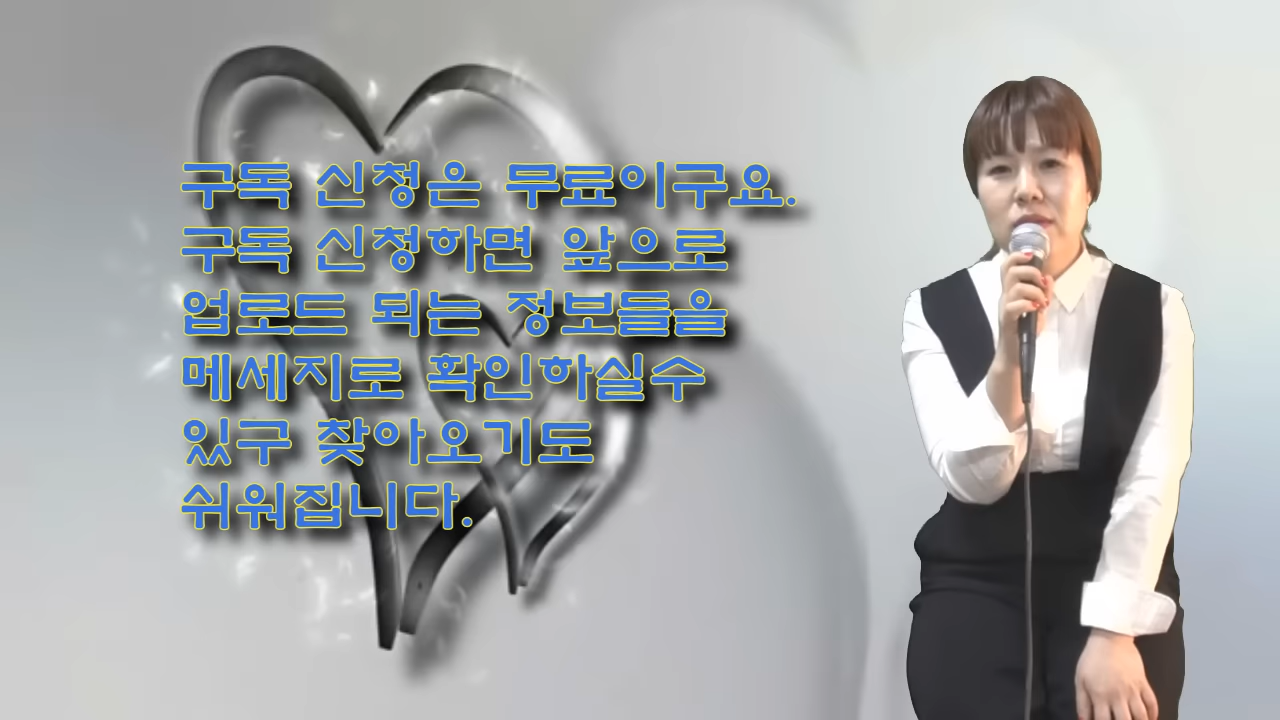 구독 신청은 무료이구요.
구독 신청하면 앞으로
업로드 되는 정보들을
메세지로 확인하실수
있구 찾아오기도
쉬워집니다.